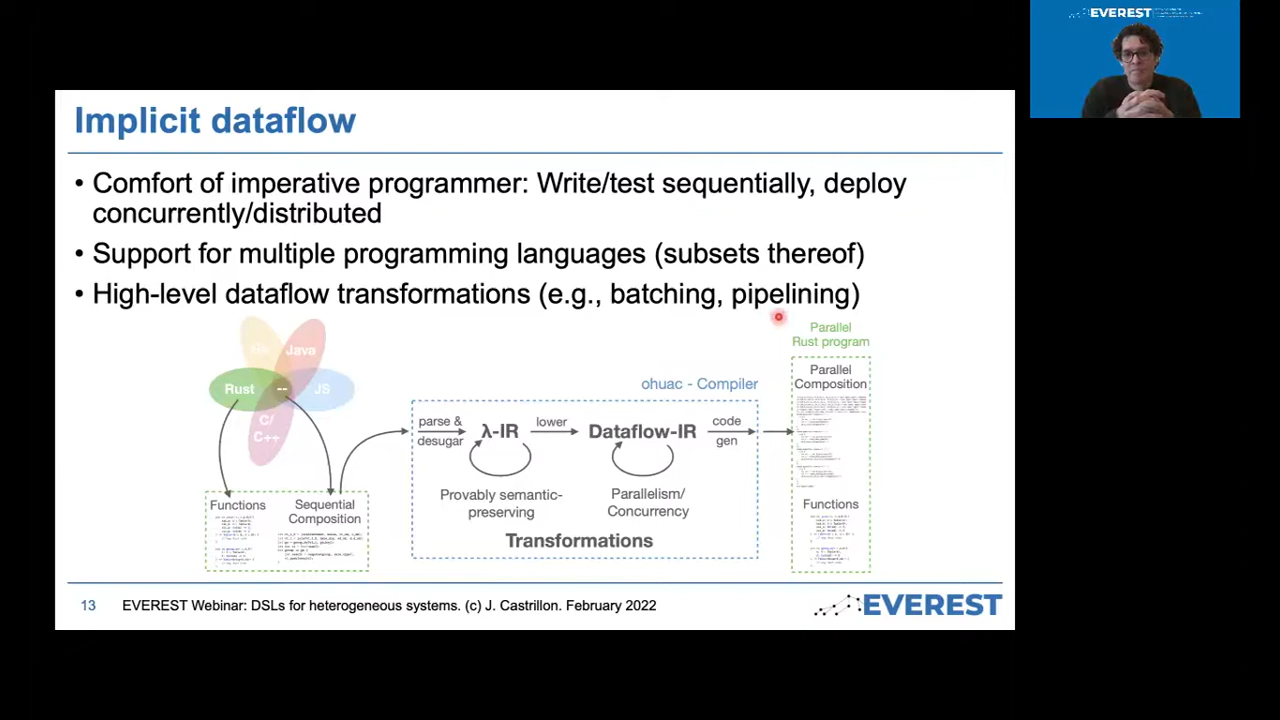 EVEREST
Implicit dataflow
• Comfort of imperative programmer: Write/test sequentially, deploy
concurrently/distributed
• Support for multiple programming languages (subsets thereof)
• High-level dataflow transformations (e.g., batching, pipelining)
Java
Rust
--
JS
C/
C++
Functions
Sequential
Composition
ohuac - Compiler
parse &
desugar
λ-IR
lower
Dataflow-IR
code
gen
Provably semantic-
preserving
Parallelism/
Concurrency
Transformations
Parallel
Rust program
Parallel
Composition
Functions
13
EVEREST Webinar: DSLs for heterogeneous systems. (c) J. Castrillon. February 2022
EVEREST